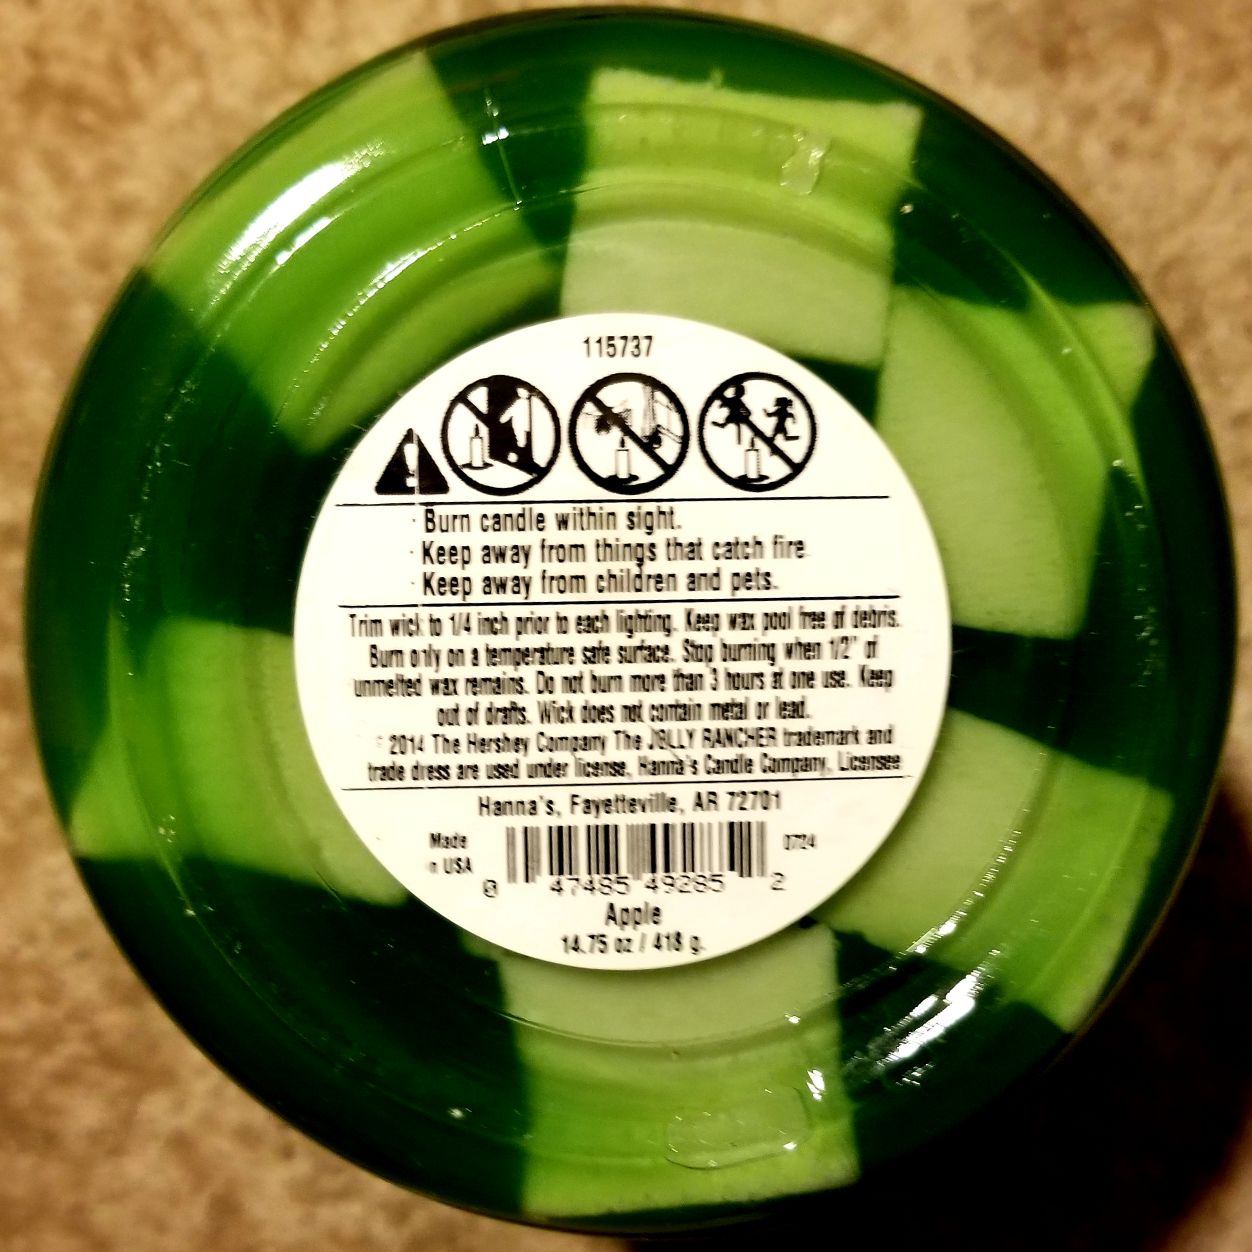 115737
· Burn candle within sight.
· Keep away from things that catch fire
· Keep away from children and pets.
Trim wick to 1/4 inch prior to each lighting. Keep wax pool free of debris.
Burn only on a temperature safe surface. Stop burning when 1/2" of
unmelted wax remains. Do not burn more than 3 hours at one use. Keep
out of drafts. Wick does not contain metal or lead.
© 2014 The Hershey Company The JOLLY RANCHER trademark and
trade dress are used under license, Hanna's Candle Company, Licensee
Hanna's, Fayetteville, AR 72701
Made
n USA
0724
0 47485 49285 2
Apple
14.75 oz / 418 g.